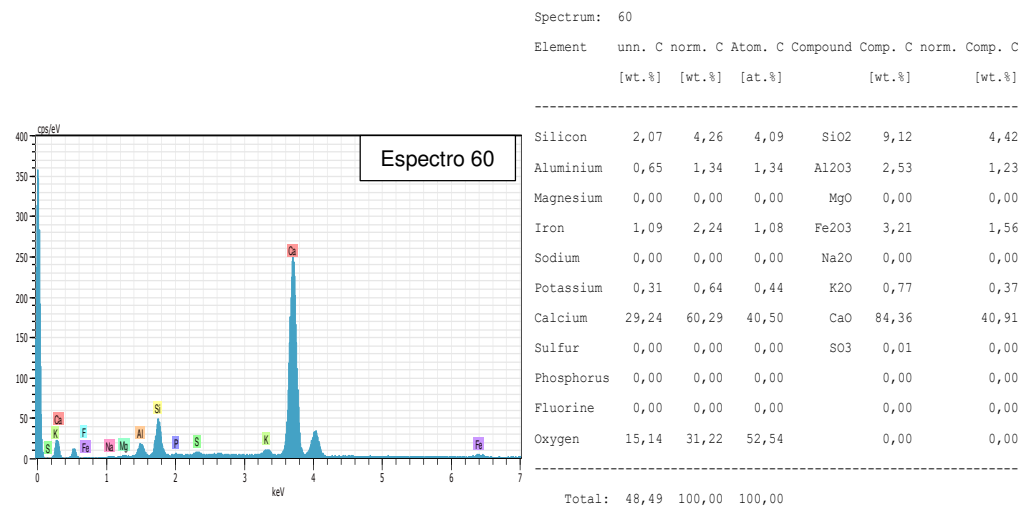 Spectrum: 60
Element unn. C norm. C Atom. C Compound Comp. C norm. Comp. C
[wt.%] [wt.%] [at.%] [wt.%] [wt.%]
----------------------------------------------------------------
Silicon 2,07 4,26 4,09 SiO2 9,12 4,42
Aluminium 0,65 1,34 1,34 Al2O3 2,53 1,23
Magnesium 0,00 0,00 0,00 MgO 0,00 0,00
Iron 1,09 2,24 1,08 Fe2O3 3,21 1,56
Sodium 0,00 0,00 0,00 Na2O 0,00 0,00
Potassium 0,31 0,64 0,44 K2O 0,77 0,37
Calcium 29,24 60,29 40,50 CaO 84,36 40,91
Sulfur 0,00 0,00 0,00 SO3 0,01 0,00
Phosphorus 0,00 0,00 0,00 0,00 0,00
Fluorine 0,00 0,00 0,00 0,00 0,00
Oxygen 15,14 31,22 52,54 0,00 0,00
----------------------------------------------------------------
Total: 48,49 100,00 100,00
cps/eV
Espectro 60
400
350
300
250
200
150
100
50
0
Ca
Si
Ca
K F Al
S Fe Na Mg P S K Fe
0 1 2 3 4 5 6 7
keV